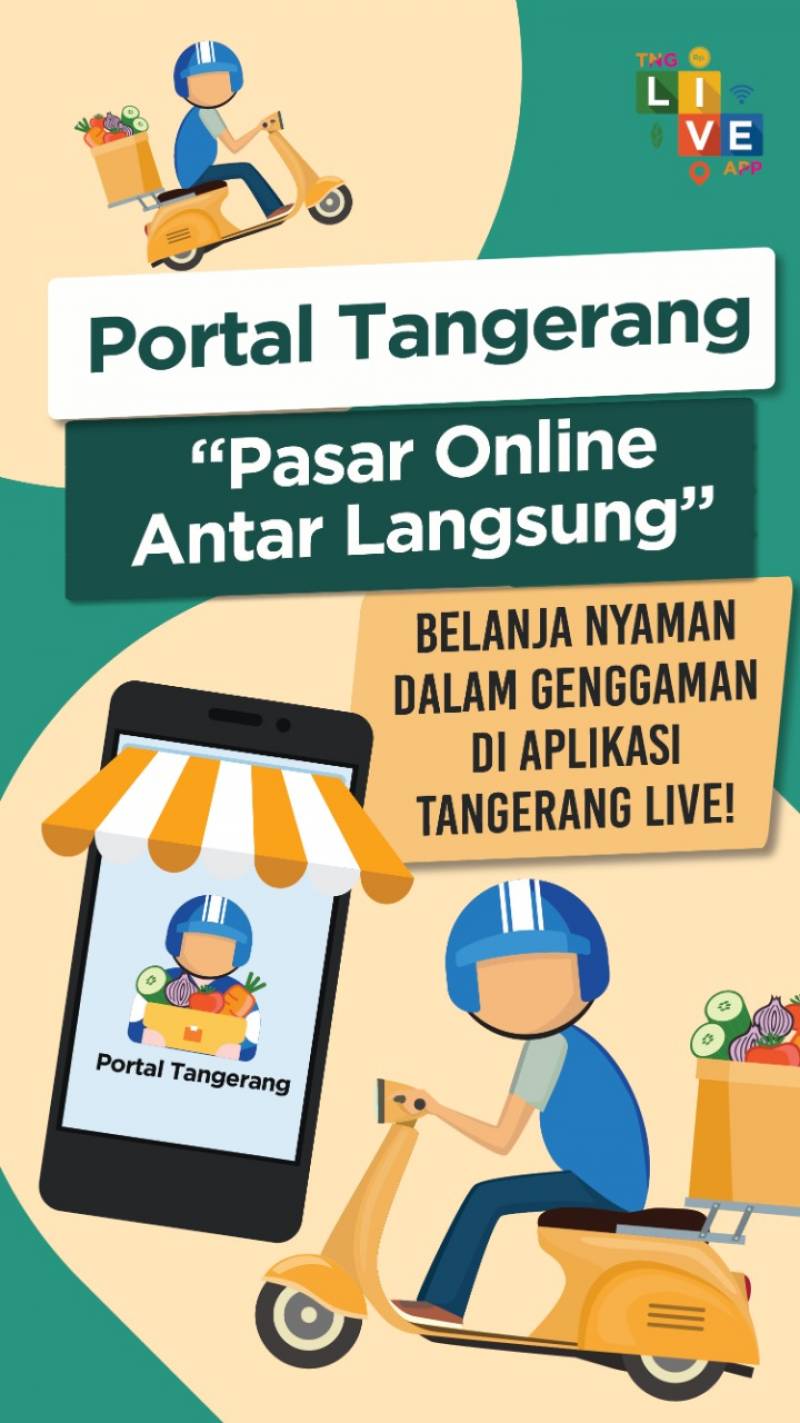 TNG
Rp
LIVE
APP
Portal Tangerang
“Pasar Online
Antar Langsung”
BELANJA NYAMAN
DALAM GENGGAMAN
DI APLIKASI
TANGERANG LIVE!
Portal Tangerang